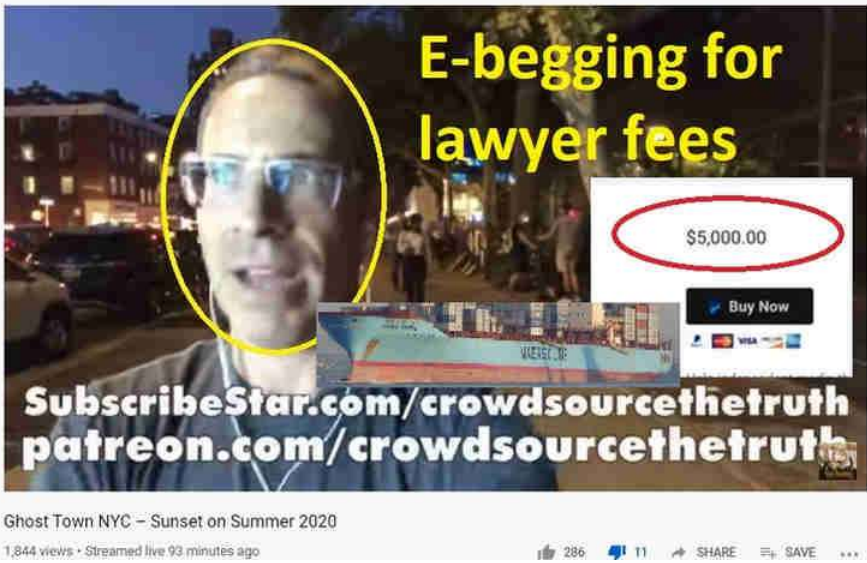 E-begging for
lawyer fees
$5,000.00
Buy Now
VISA
MAERSK LINE
SubscribeStar.com/crowdsourcethetruth
patreon.com/crowdsourcethetruth
Ghost Town NYC – Sunset on Summer 2020
1,844 views • Streamed live 93 minutes ago
286
11
SHARE
SAVE